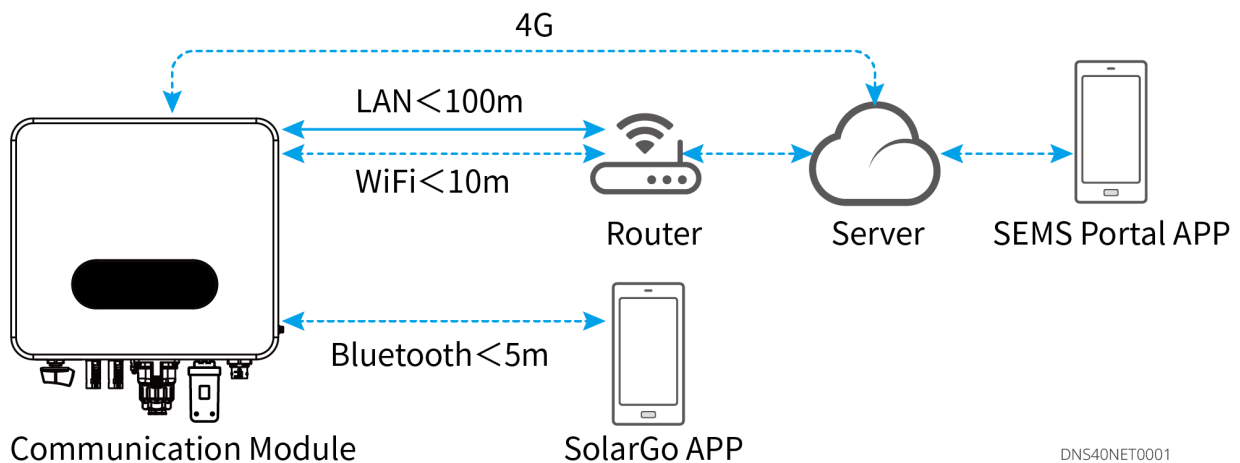 4G
LAN＜100m
WiFi＜10m
Router
Server
SEMS Portal APP
Bluetooth＜5m
Communication Module
SolarGo APP
DNS40NET0001